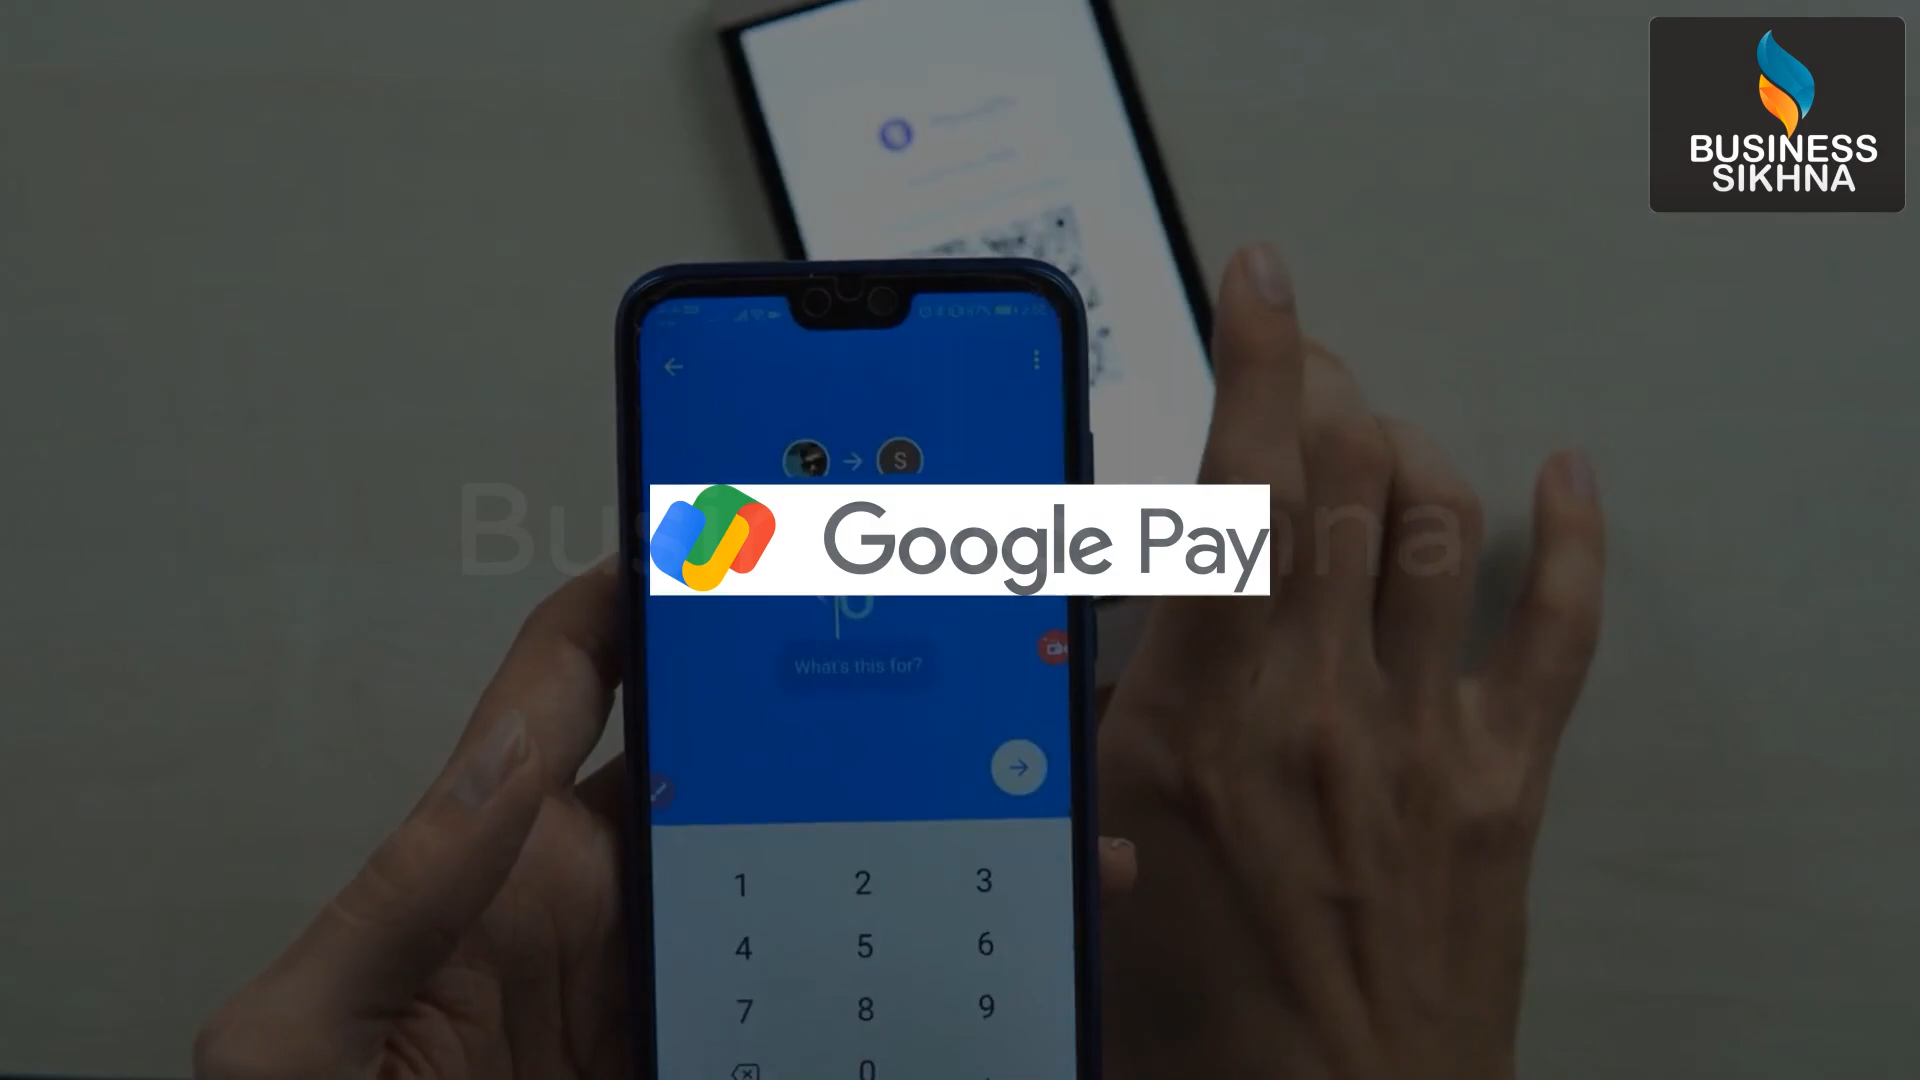 BUSINESS
SIKHNA
S
Google Pay
What's this for?
1 2 3
4 5 6
7 8 9
0